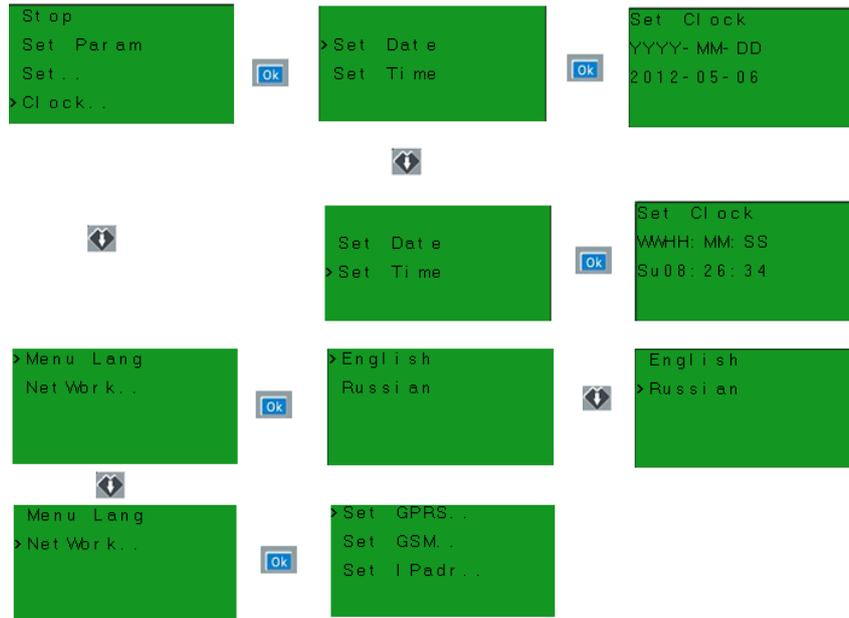 Stop
Set Param
Set..
>Clock..
Ok
>Set Date
Set Time
Ok
Set Clock
YYYY-MM-DD
2012-05-06
Set Date
>Set Time
Ok
Set Clock
WWHH:MM:SS
Su08:26:34
>Menu Lang
NetWork..
Ok
>English
Russian
English
>Russian
Menu Lang
>NetWork..
Ok
>Set GPRS..
Set GSM..
Set IPadr..